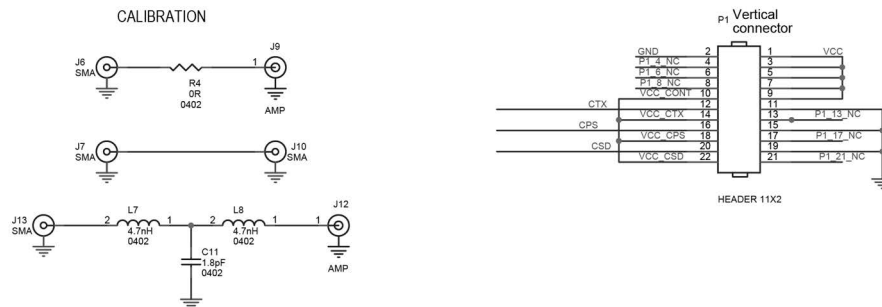 CALIBRATION
J6
SMA
R4
0R
0402
1
J9
AMP
J7
SMA
J10
SMA
J13
SMA
2
L7
1
4.7nH
0402
2
L8
1
4.7nH
0402
C11
1.8pF
0402
1
J12
AMP
P1
Vertical
connector
GND 2 1 VCC
P1_4_NC 4 3
P1_6_NC 6 5
P1_8_NC 8 7
VCC_CONT 10 9
CTX 12 11
VCC_CTX 14 13 P1_13_NC
CPS 16 15
VCC_CPS 18 17 P1_17_NC
CSD 20 19
VCC_CSD 22 21 P1_21_NC
HEADER 11X2